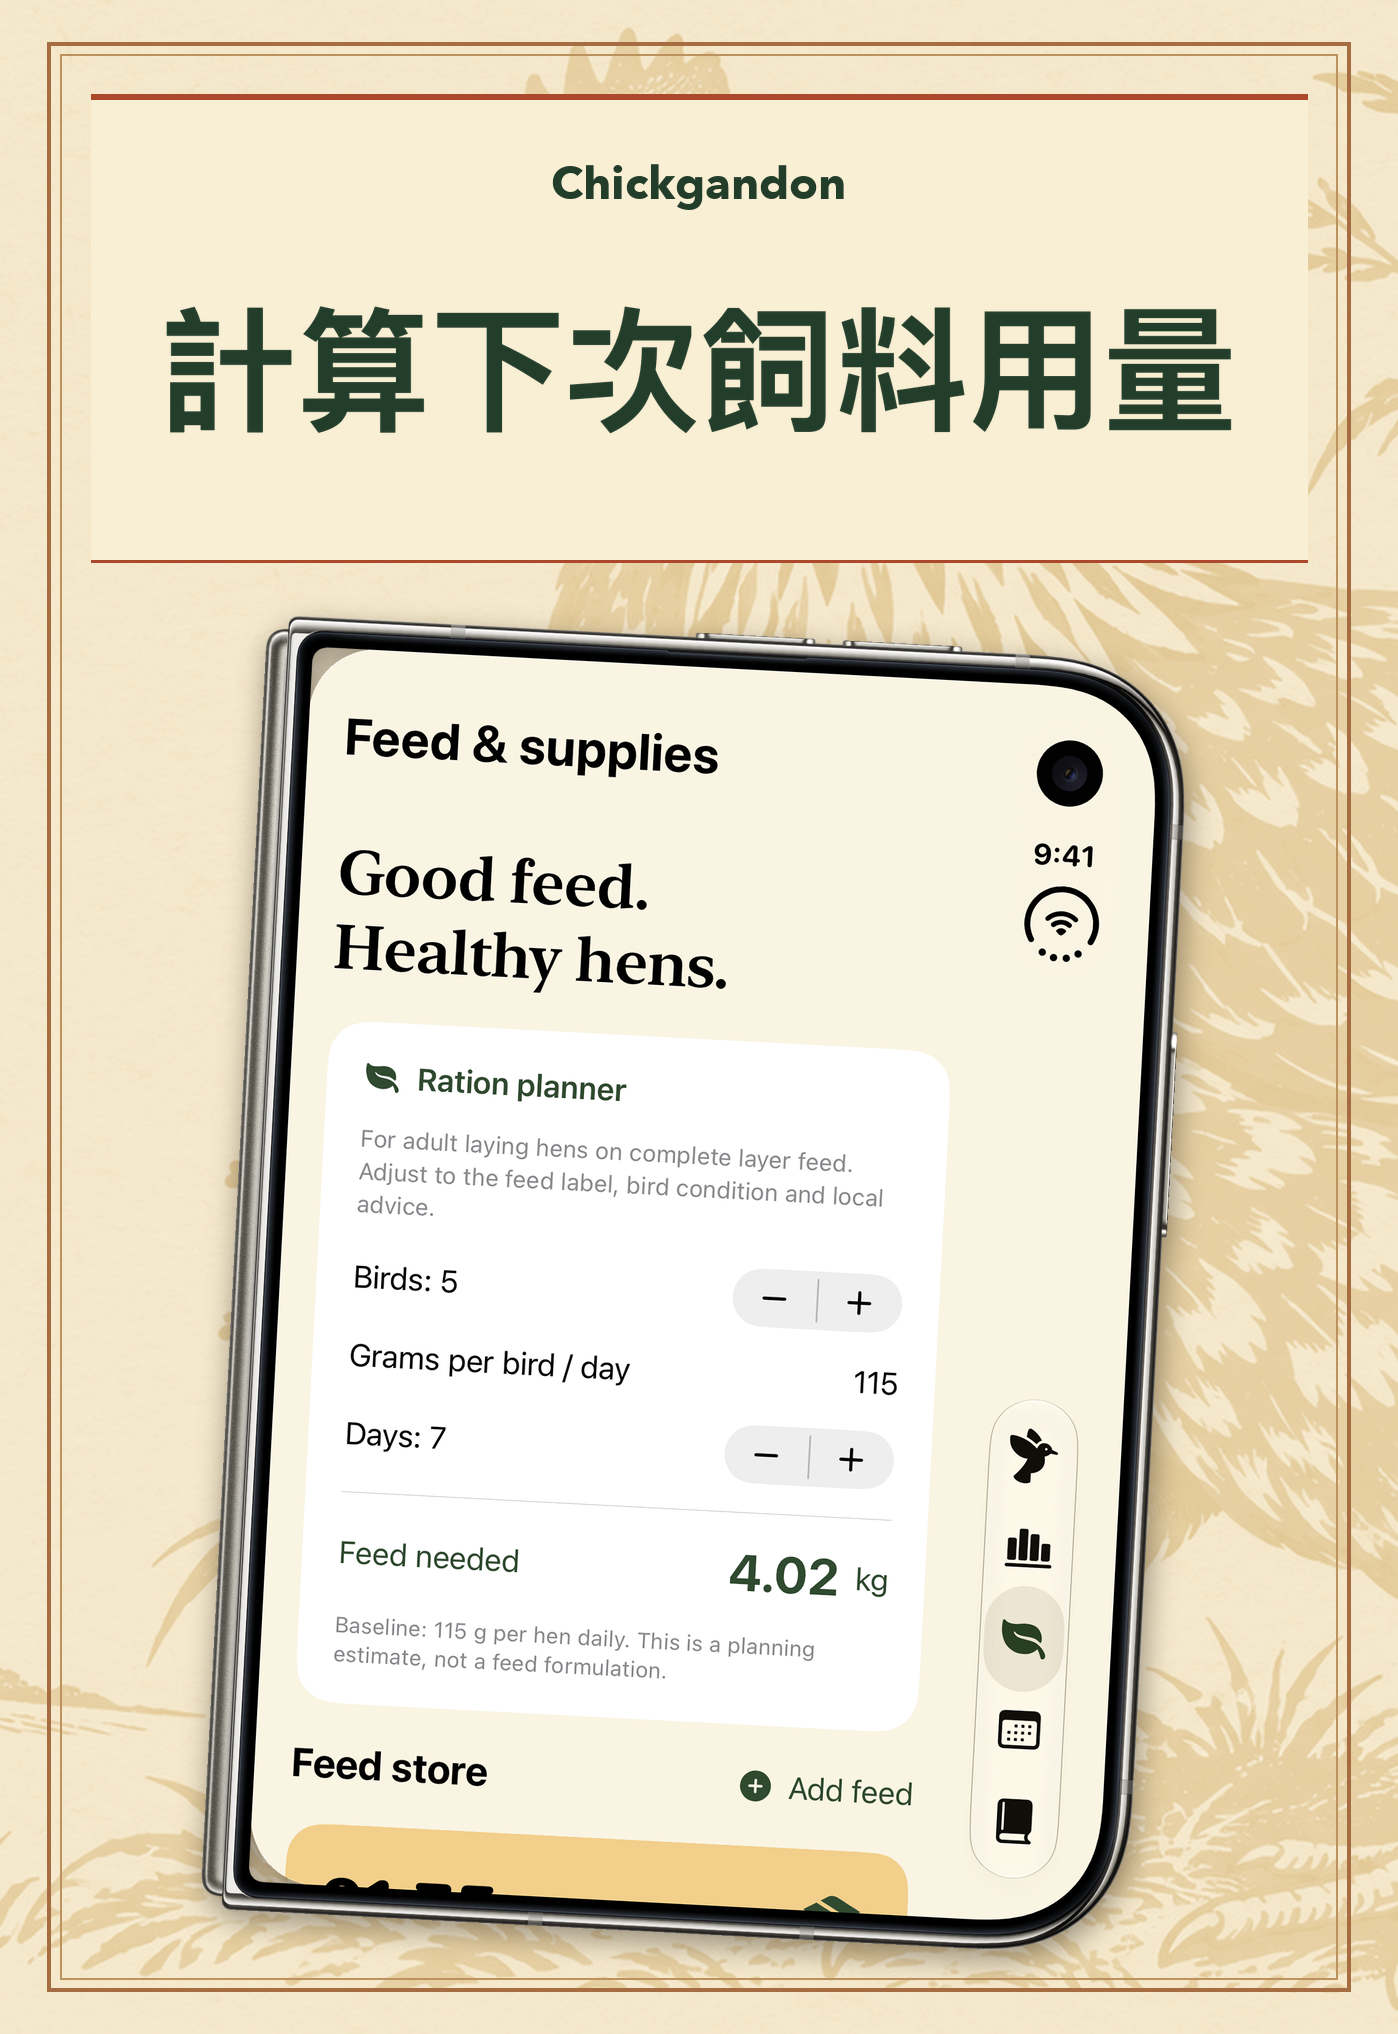 Chickgandon
計算下次飼料用量
Feed & supplies
9:41
Good feed.
Healthy hens.
Ration planner
For adult laying hens on complete layer feed.
Adjust to the feed label, bird condition and local
advice.
Birds: 5
Grams per bird / day 115
Days: 7
Feed needed 4.02 kg
Baseline: 115 g per hen daily. This is a planning
estimate, not a feed formulation.
Feed store
Add feed